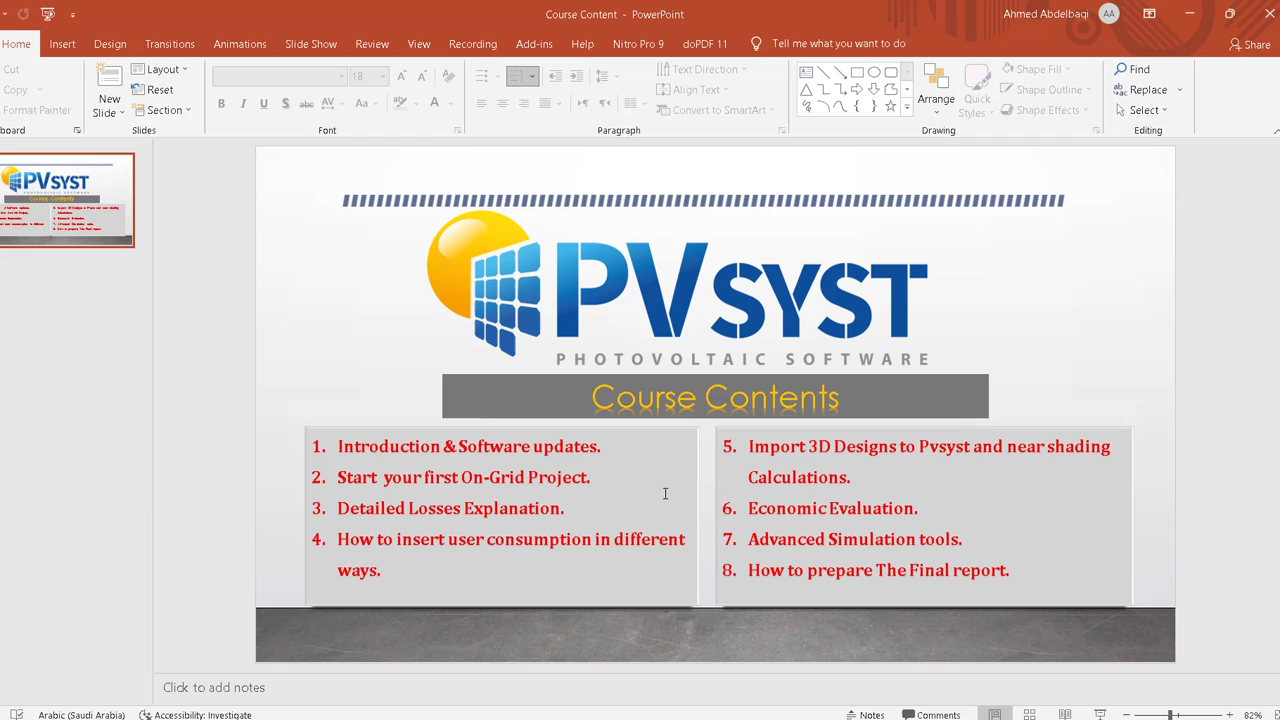 Course Content - PowerPoint
Ahmed Abdelbaqi
AA
Home Insert Design Transitions Animations Slide Show Review View Recording Add-ins Help Nitro Pro 9 doPDF 11 Tell me what you want to do
Share
Cut
Copy
Format Painter
New
Slide
Layout
Reset
Section
18
Text Direction
Align Text
Convert to SmartArt
Arrange
Quick
Styles
Shape Fill
Shape Outline
Shape Effects
Find
Replace
Select
board Slides Font Paragraph Drawing Editing
PVSYST
PHOTOVOLTAIC SOFTWARE
Course Contents
1. Introduction & Software updates.
2. Start your first On-Grid Project.
3. Detailed Losses Explanation.
4. How to insert user consumption in different
ways.
5. Import 3D Designs to Pvsyst and near shading
Calculations.
6. Economic Evaluation.
7. Advanced Simulation tools.
8. How to prepare The Final report.
Click to add notes
Arabic (Saudi Arabia) Accessibility: Investigate Notes Comments 82%